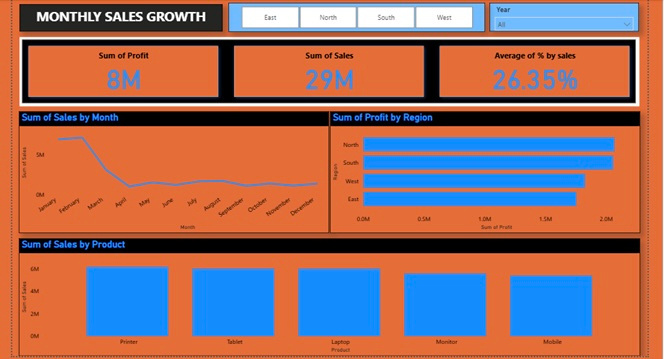 MONTHLY SALES GROWTH
East North South West
Year
All
Sum of Profit
8M
Sum of Sales
29M
Average of % by sales
26.35%
Sum of Sales by Month
Sum of Sales
5M
0M
January February March April May June July August September October November December
Month
Sum of Profit by Region
Region
North
South
West
East
0.0M 0.5M 1.0M 1.5M 2.0M
Sum of Profit
Sum of Sales by Product
Sum of Sales
6M
4M
2M
0M
Printer Tablet Laptop Monitor Mobile
Product